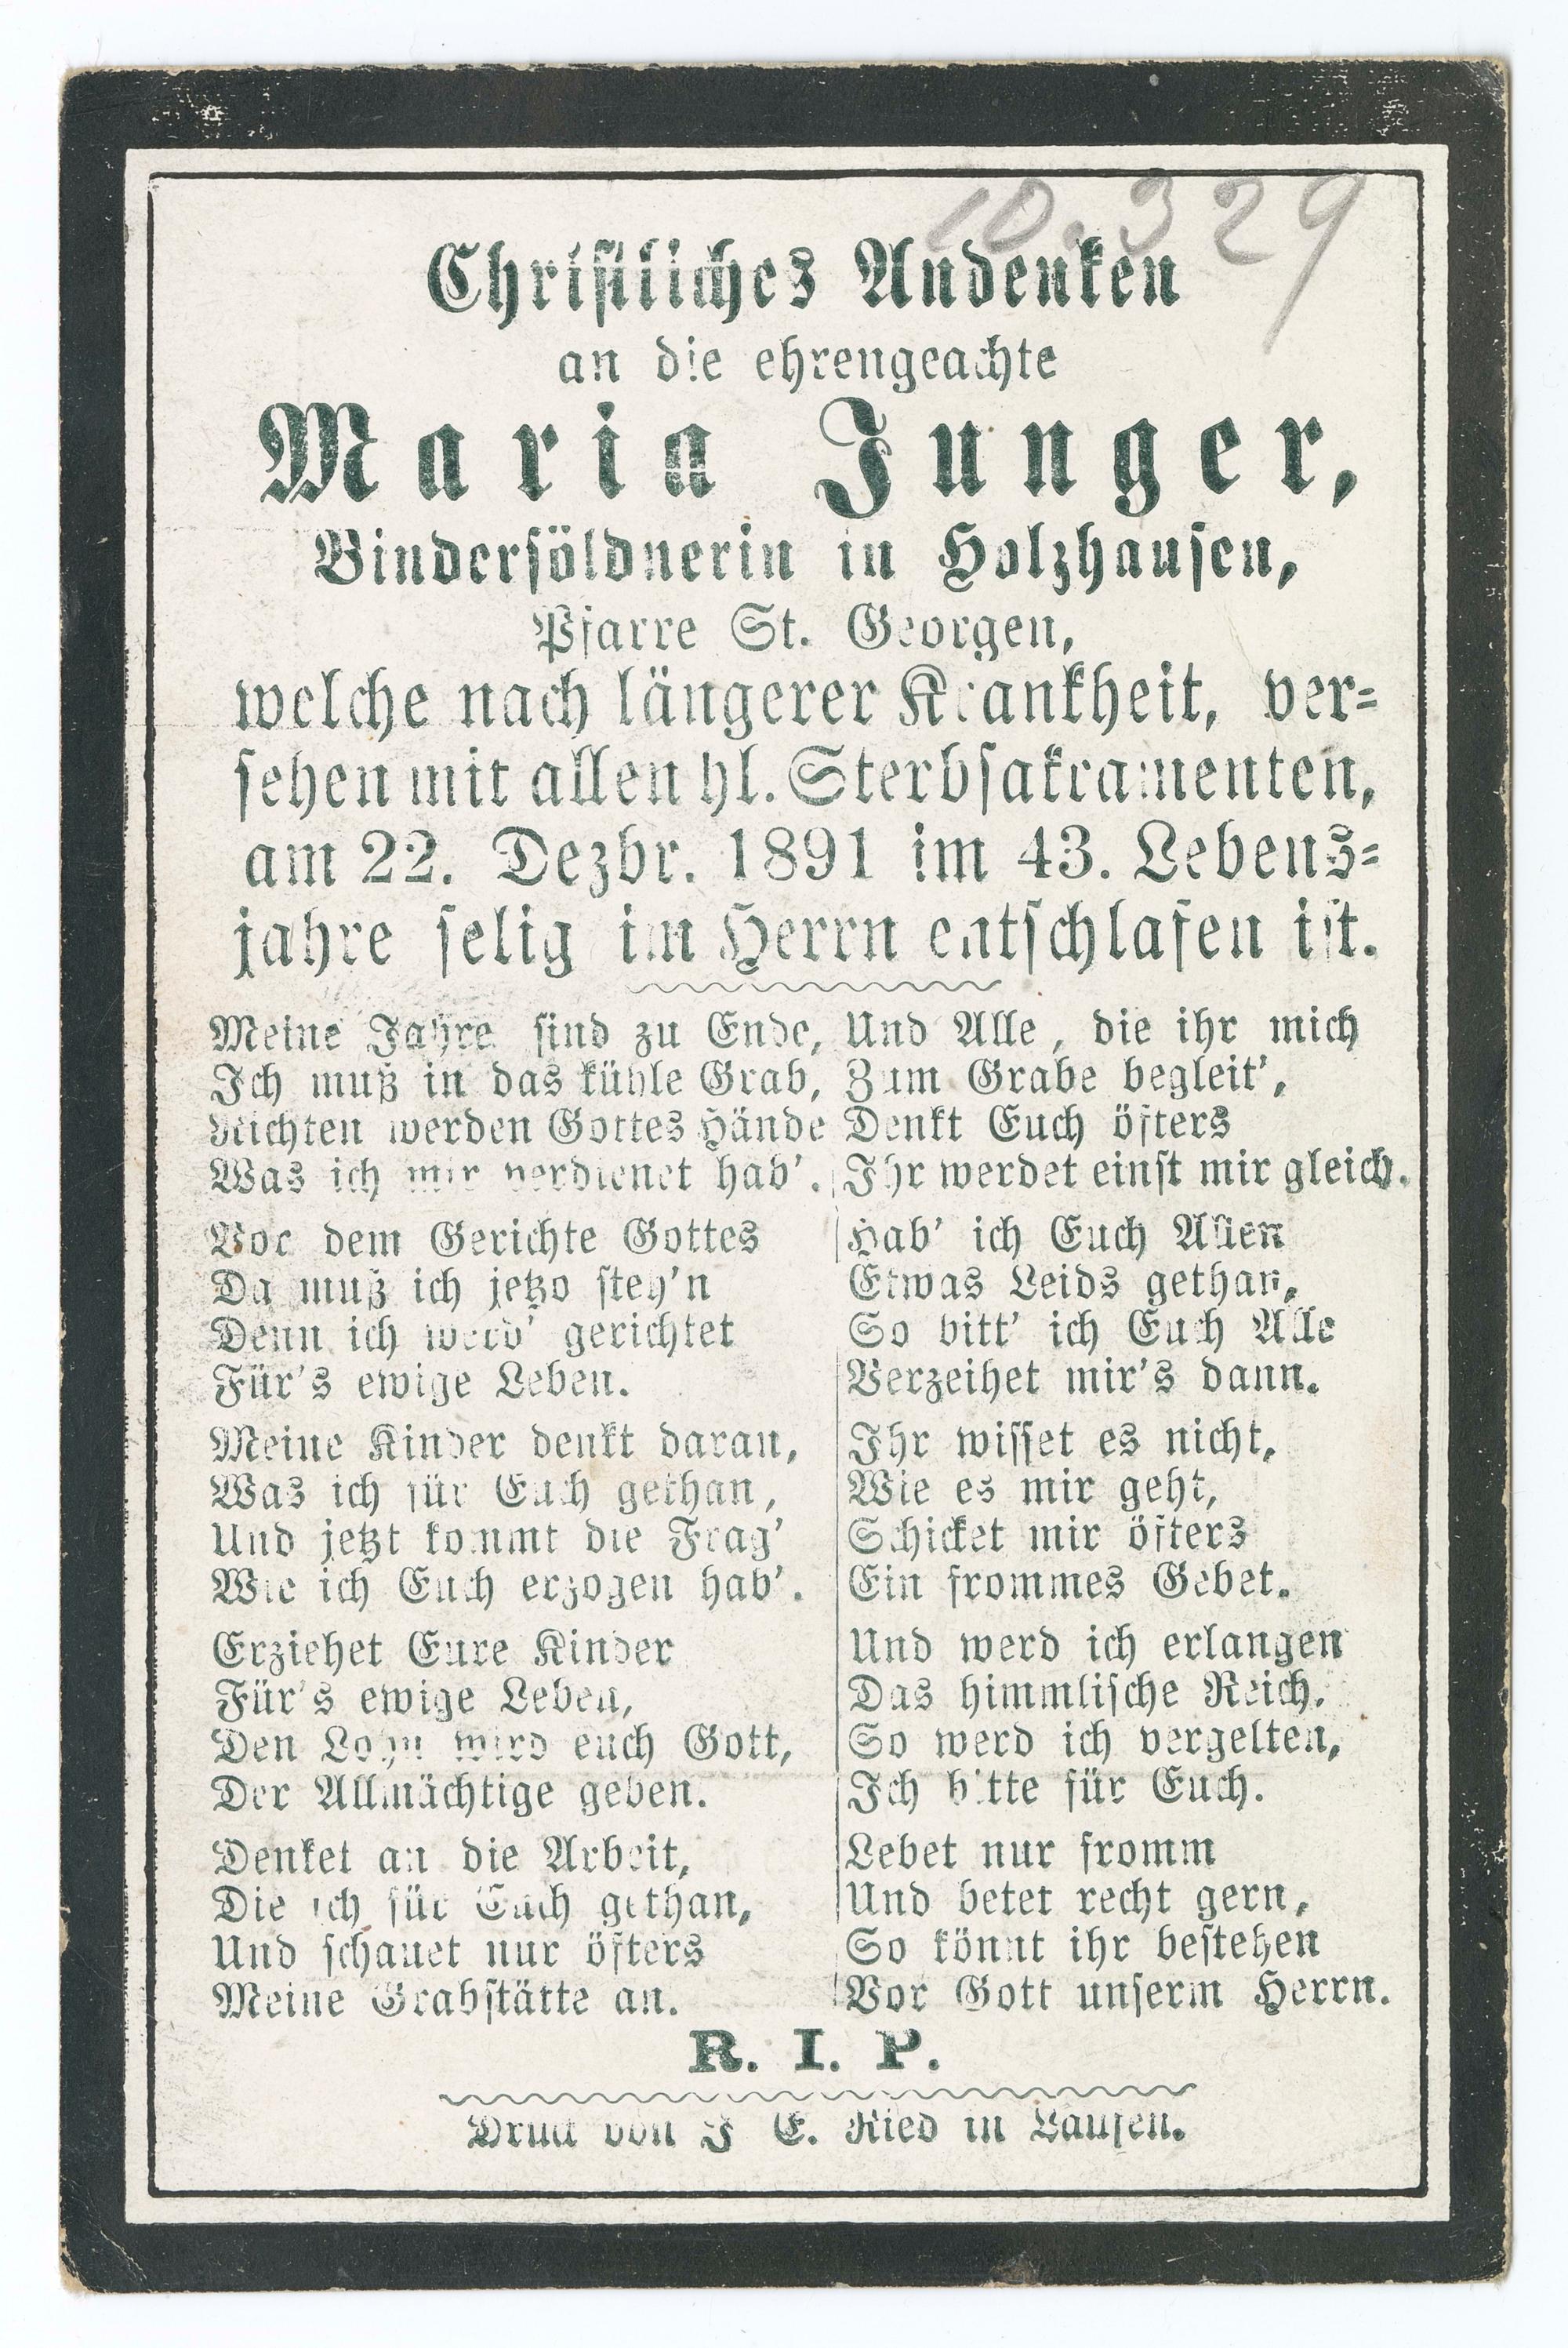 10.329
Christliches Andenken
an die ehrengeachte
Maria Junger,
Bindersöldnerin in Holzhausen,
Pfarre St. Georgen,
welche nach längerer Krankheit, ver=
sehen mit allen hl. Sterbsakramenten,
am 22. Dezbr. 1891 im 43. Lebens=
jahre selig im Herrn entschlafen ist.
Meine Jahre sind zu Ende,
Ich muß in das kühle Grab,
Richten werden Gottes Hände
Was ich mir verdienet hab'.
Vor dem Gerichte Gottes
Da muß ich jetzo steh'n
Denn ich werd' gerichtet
Für's ewige Leben.
Meine Kinder denkt daran,
Was ich für Euch gethan,
Und jetzt kommt die Frag'
Wie ich Euch erzogen hab'.
Erziehet Eure Kinder
Für's ewige Leben,
Den Lohn wird euch Gott,
Der Allmächtige geben.
Denket an die Arbeit,
Die ich für Euch gethan,
Und schauet nur öfters
Meine Grabstätte an.
Und Alle, die ihr mich
Zum Grabe begleit',
Denkt Euch öfters
Ihr werdet einst mir gleich.
Hab' ich Euch Allen
Etwas Leids gethan,
So bitt' ich Euch Alle
Verzeihet mir's dann.
Ihr wisset es nicht,
Wie es mir geht,
Schicket mir öfters
Ein frommes Gebet.
Und werd ich erlangen
Das himmlische Reich.
So werd ich vergelten,
Ich bitte für Euch.
Lebet nur fromm
Und betet recht gern,
So könnt ihr bestehen
Vor Gott unserm Herrn.
R. I. P.
Druck von J E. Ried in Laufen.